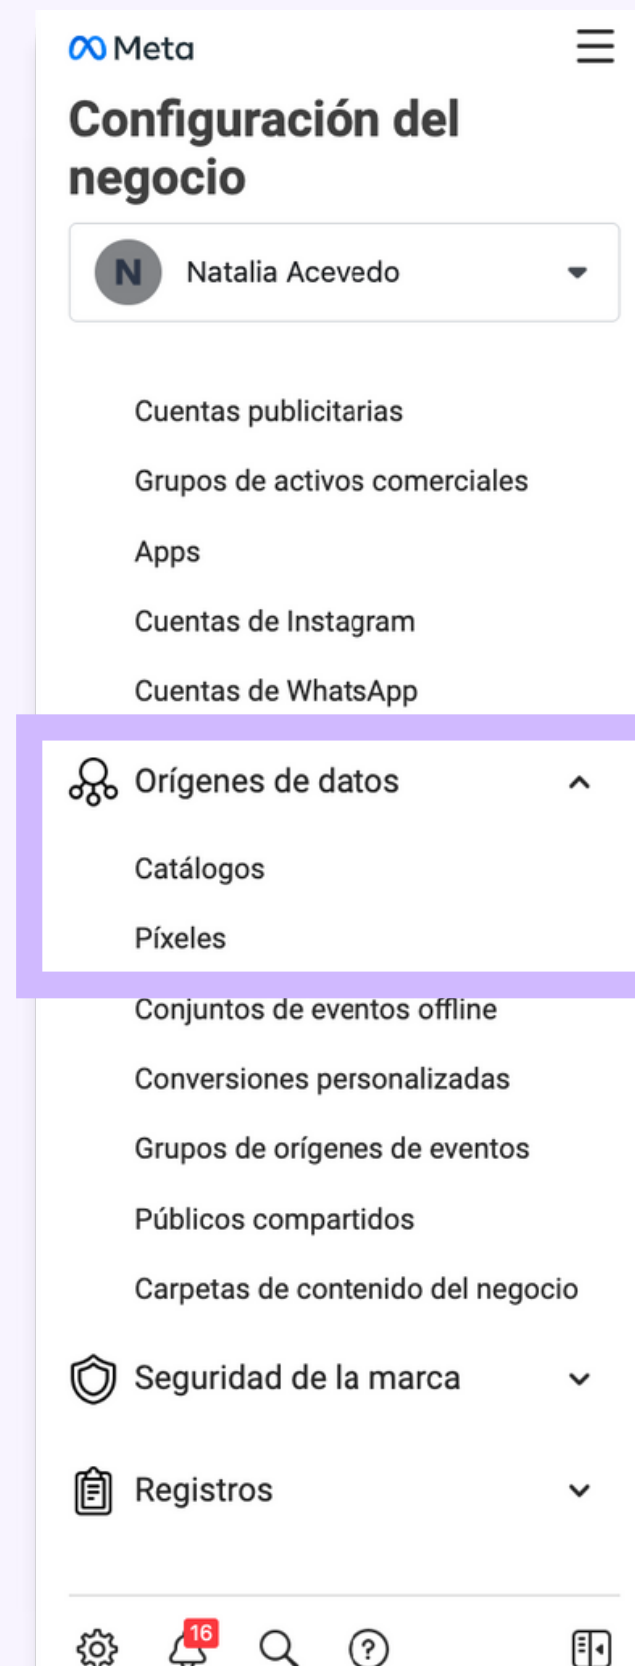 Meta
Configuración del
negocio
N Natalia Acevedo
Cuentas publicitarias
Grupos de activos comerciales
Apps
Cuentas de Instagram
Cuentas de WhatsApp
Orígenes de datos
Catálogos
Píxeles
Conjuntos de eventos offline
Conversiones personalizadas
Grupos de orígenes de eventos
Públicos compartidos
Carpetas de contenido del negocio
Seguridad de la marca
Registros
16
?